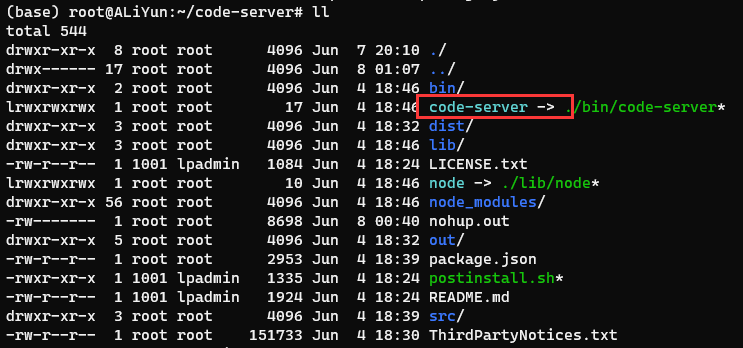 (base) root@ALiYun:~/code-server# ll
total 544
drwxr-xr-x  8 root root      4096 Jun  7 20:10 ./
drwx------ 17 root root      4096 Jun  8 01:07 ../
drwxr-xr-x  2 root root      4096 Jun  4 18:46 bin/
lrwxrwxrwx  1 root root        17 Jun  4 18:46 code-server -> ./bin/code-server*
drwxr-xr-x  3 root root      4096 Jun  4 18:32 dist/
drwxr-xr-x  3 root root      4096 Jun  4 18:46 lib/
-rw-r--r--  1 1001 lpadmin   1084 Jun  4 18:24 LICENSE.txt
lrwxrwxrwx  1 root root        10 Jun  4 18:46 node -> ./lib/node*
drwxr-xr-x 56 root root      4096 Jun  4 18:46 node_modules/
-rw-------  1 root root      8698 Jun  8 00:40 nohup.out
drwxr-xr-x  5 root root      4096 Jun  4 18:32 out/
-rw-r--r--  1 root root      2953 Jun  4 18:39 package.json
-rwxr-xr-x  1 1001 lpadmin   1335 Jun  4 18:24 postinstall.sh*
-rw-r--r--  1 1001 lpadmin   1924 Jun  4 18:24 README.md
drwxr-xr-x  3 root root      4096 Jun  4 18:39 src/
-rw-r--r--  1 root root    151733 Jun  4 18:30 ThirdPartyNotices.txt